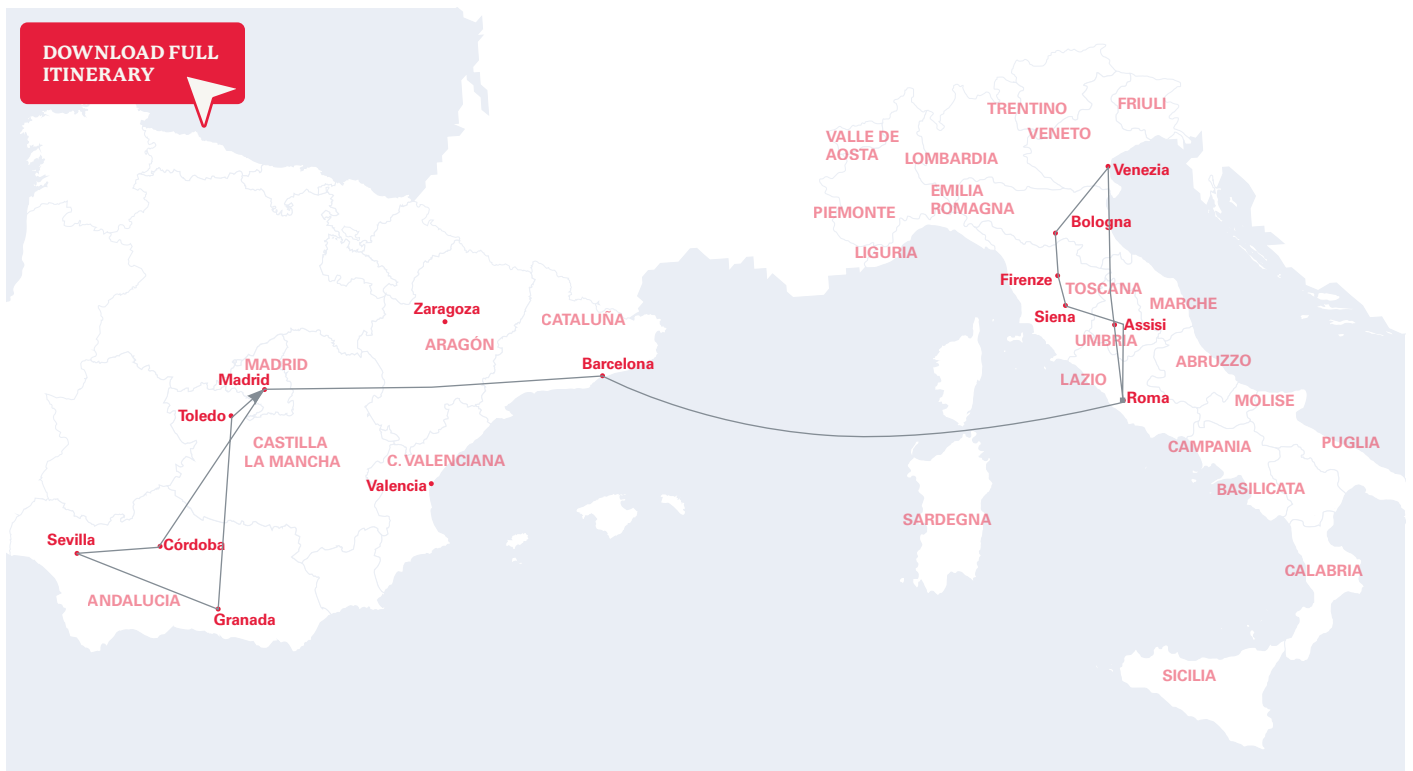 DOWNLOAD FULL
ITINERARY
TRENTINO
FRIULI
VENETO
VALLE DE
AOSTA
LOMBARDIA
Venezia
EMILIA
ROMAGNA
PIEMONTE
Bologna
LIGURIA
Firenze
TOSCANA
MARCHE
Zaragoza
CATALUÑA
Siena
Assisi
ARAGÓN
UMBRIA
MADRID
Barcelona
ABRUZZO
Madrid
LAZIO
Roma
MOLISE
Toledo
CASTILLA
LA MANCHA
C. VALENCIANA
CAMPANIA
PUGLIA
Valencia
BASILICATA
SARDEGNA
Sevilla
Córdoba
CALABRIA
ANDALUCIA
Granada
SICILIA